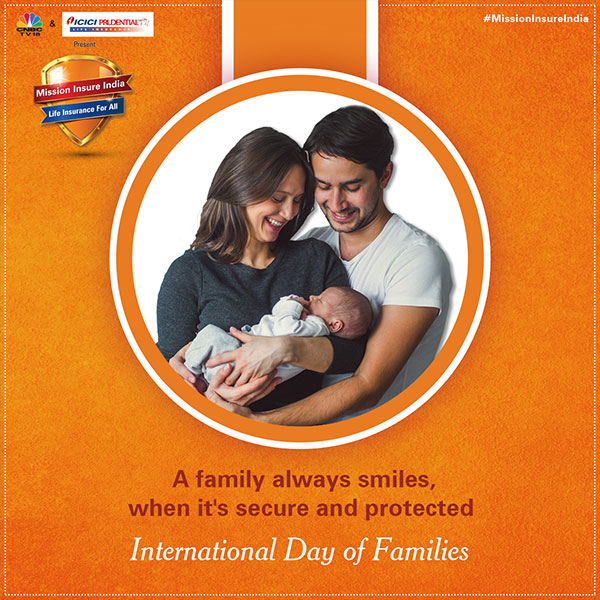 CNBC
TV18
&
ICICI PRUDENTIAL
LIFE INSURANCE
Present
#MissionInsureIndia
Mission Insure India
Life Insurance For All
A family always smiles,
when it's secure and protected
International Day of Families